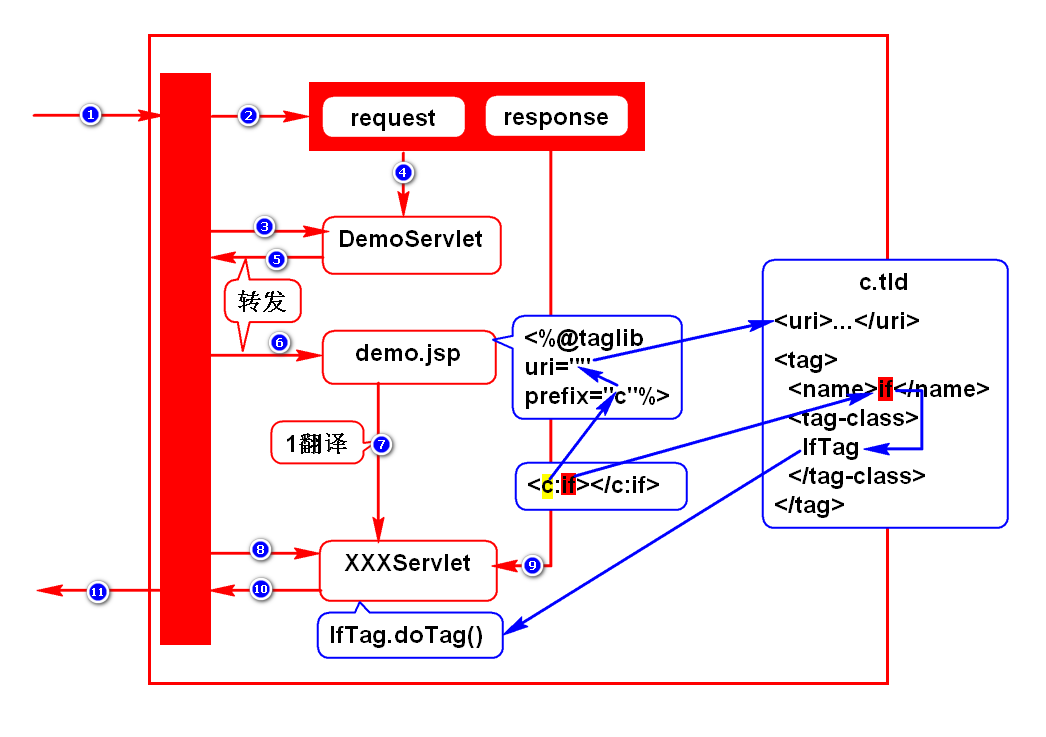 1
2
request
response
4
3
DemoServlet
5
转发
6
demo.jsp
<%@taglib
uri=""
prefix="c"%>
c.tld
<uri>...</uri>
<tag>
<name>if</name>
<tag-class>
IfTag
</tag-class>
</tag>
1翻译
7
<c:if></c:if>
8
XXXServlet
9
10
11
IfTag.doTag()